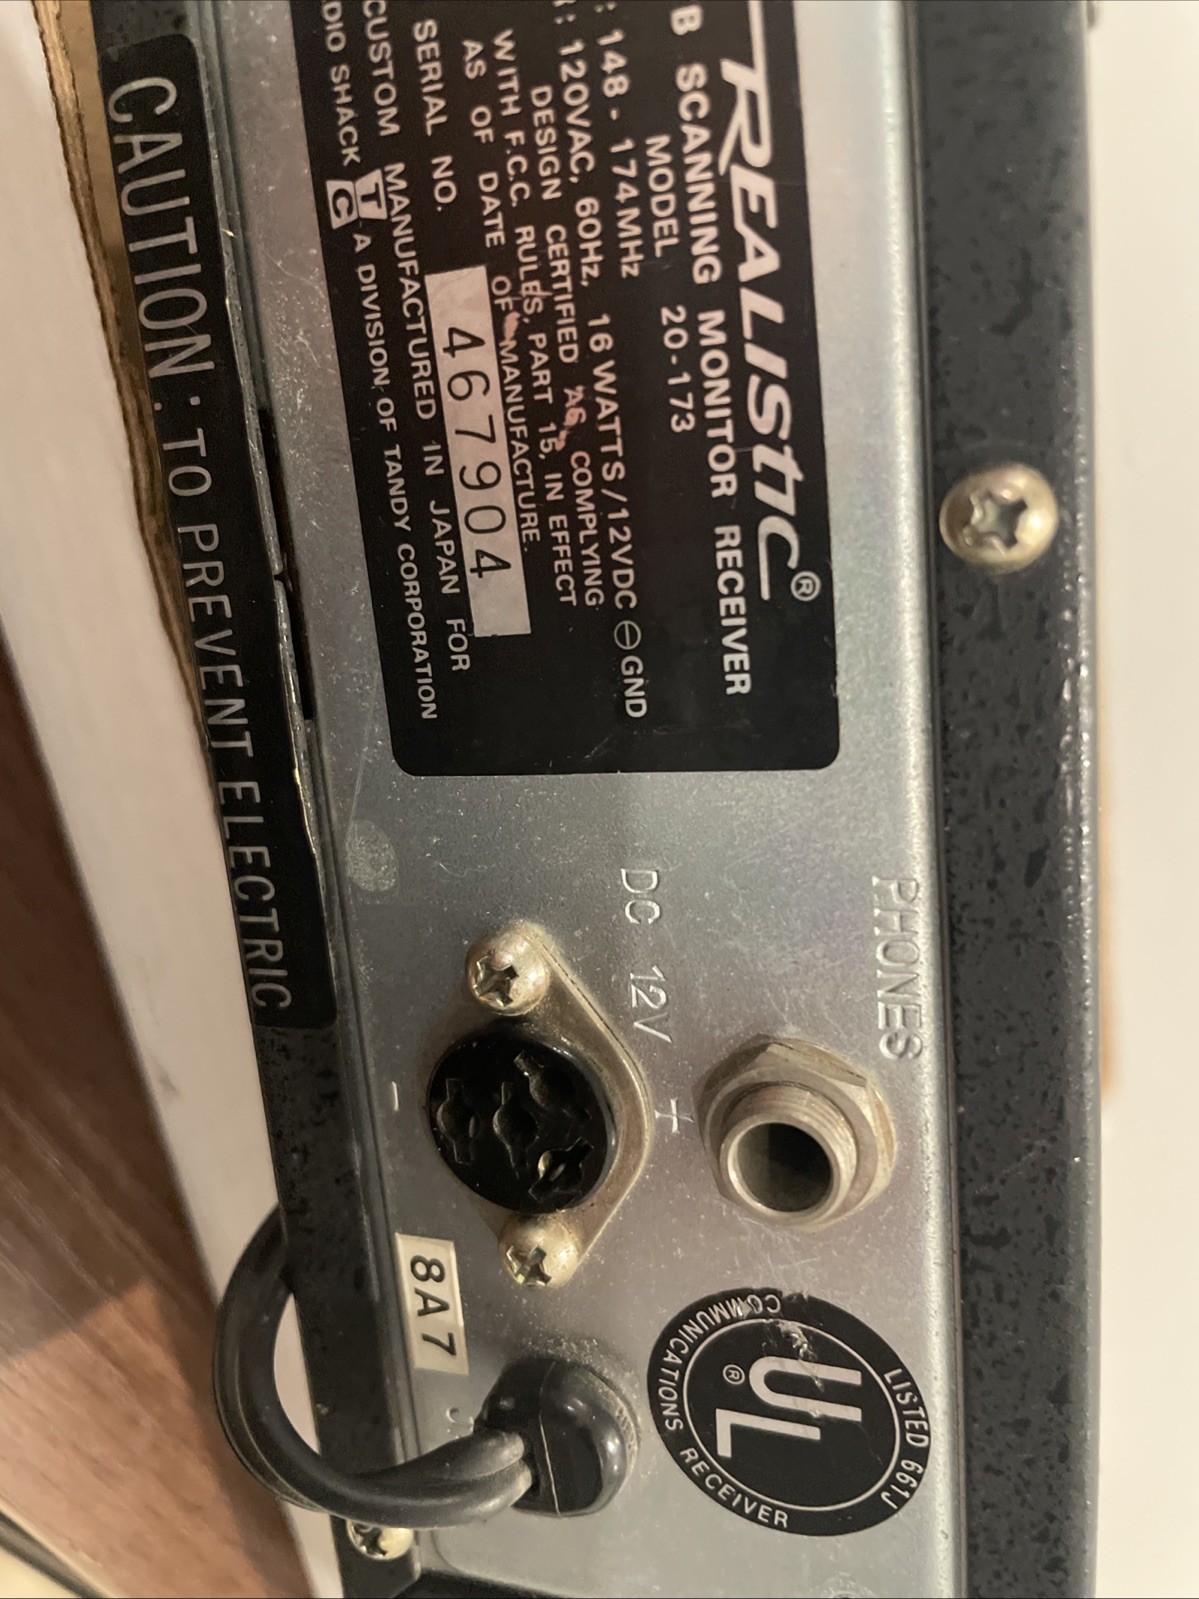 REALISTIC®
B SCANNING MONITOR RECEIVER
MODEL 20-173
: 148 - 174MHz
: 120VAC, 60Hz, 16 WATTS/12VDC ⊖ GND
DESIGN CERTIFIED AS COMPLYING
WITH F.C.C. RULES, PART 15, IN EFFECT
AS OF DATE OF MANUFACTURE.
SERIAL NO. 467904
CUSTOM MANUFACTURED IN JAPAN FOR
DIO SHACK TC A DIVISION OF TANDY CORPORATION
CAUTION: TO PREVENT ELECTRIC
PHONES
DC 12V
+
-
8A7
UL®
LISTED 661J
COMMUNICATIONS RECEIVER